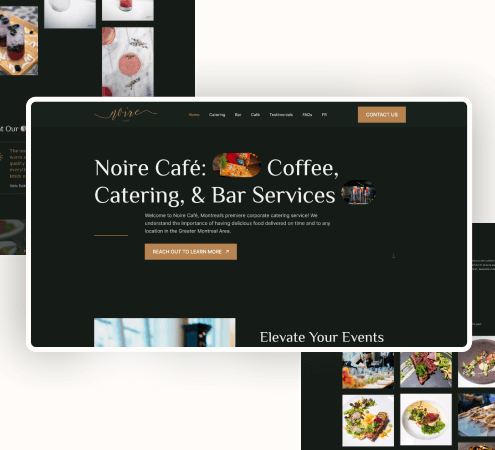 noire
Home Catering Bar Café Testimonials FAQs FR
CONTACT US
Noire Café: Coffee,
Catering, & Bar Services
Welcome to Noire Café, Montreal's premiere corporate catering service! We
understand the importance of having delicious food delivered on time and to any
location in the Greater Montreal Area.
REACH OUT TO LEARN MORE
Elevate Your Events
t Our